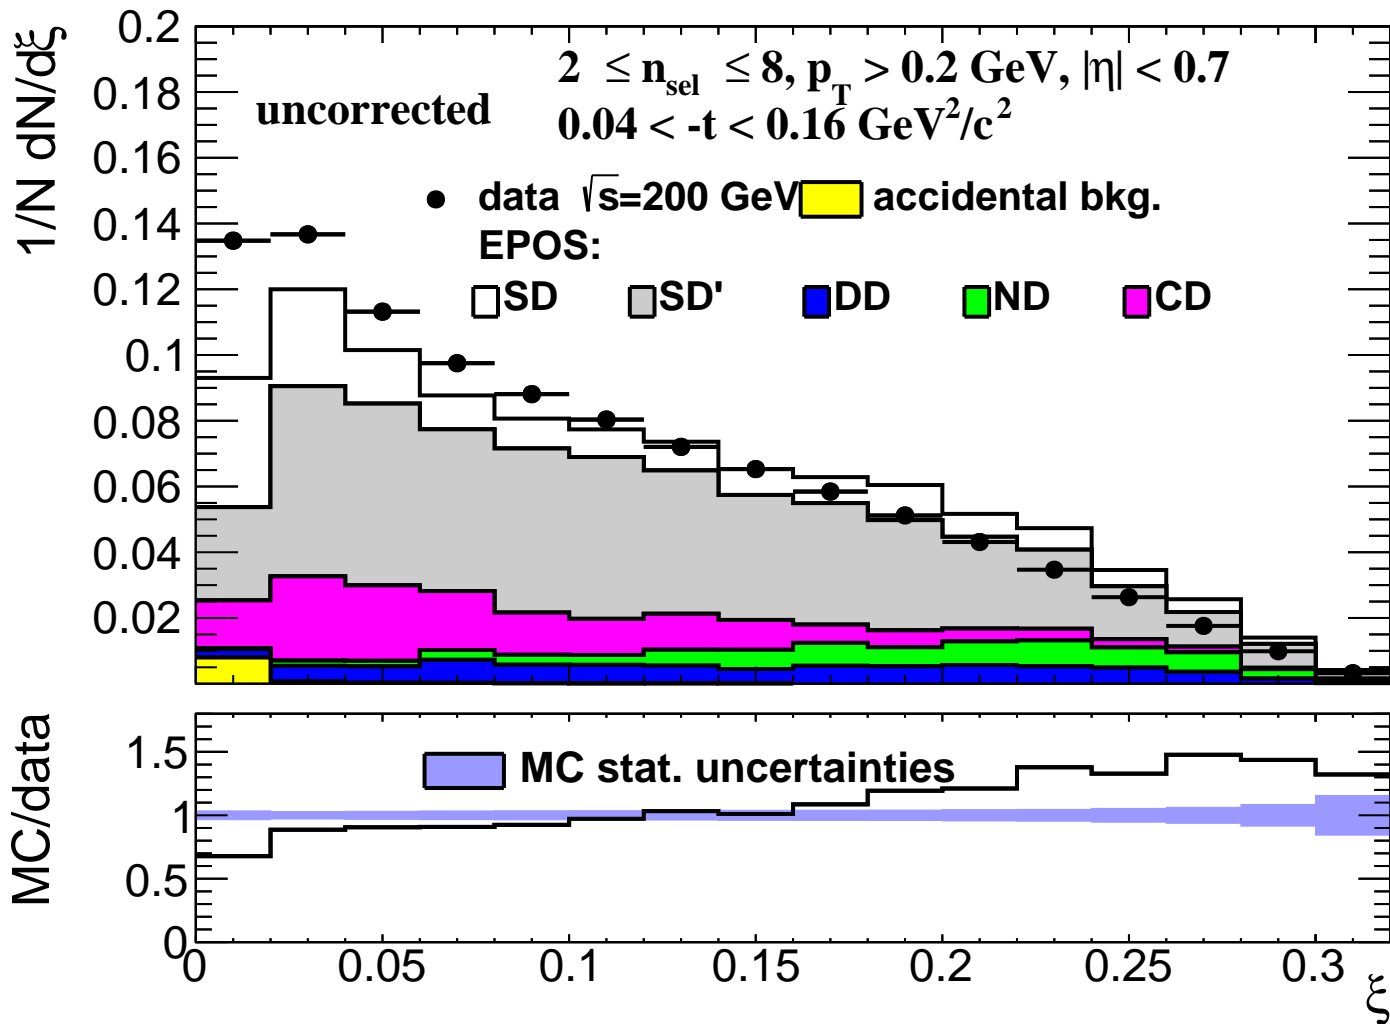 1/N dN/dξ
0.2
0.18
0.16
0.14
0.12
0.1
0.08
0.06
0.04
0.02
uncorrected
2 ≤ n_sel ≤ 8, p_T > 0.2 GeV, |η| < 0.7
0.04 < -t < 0.16 GeV²/c²
data √s=200 GeV accidental bkg.
EPOS:
SD SD' DD ND CD
MC/data
1.5
1
0.5
0
MC stat. uncertainties
0 0.05 0.1 0.15 0.2 0.25 0.3
ξ